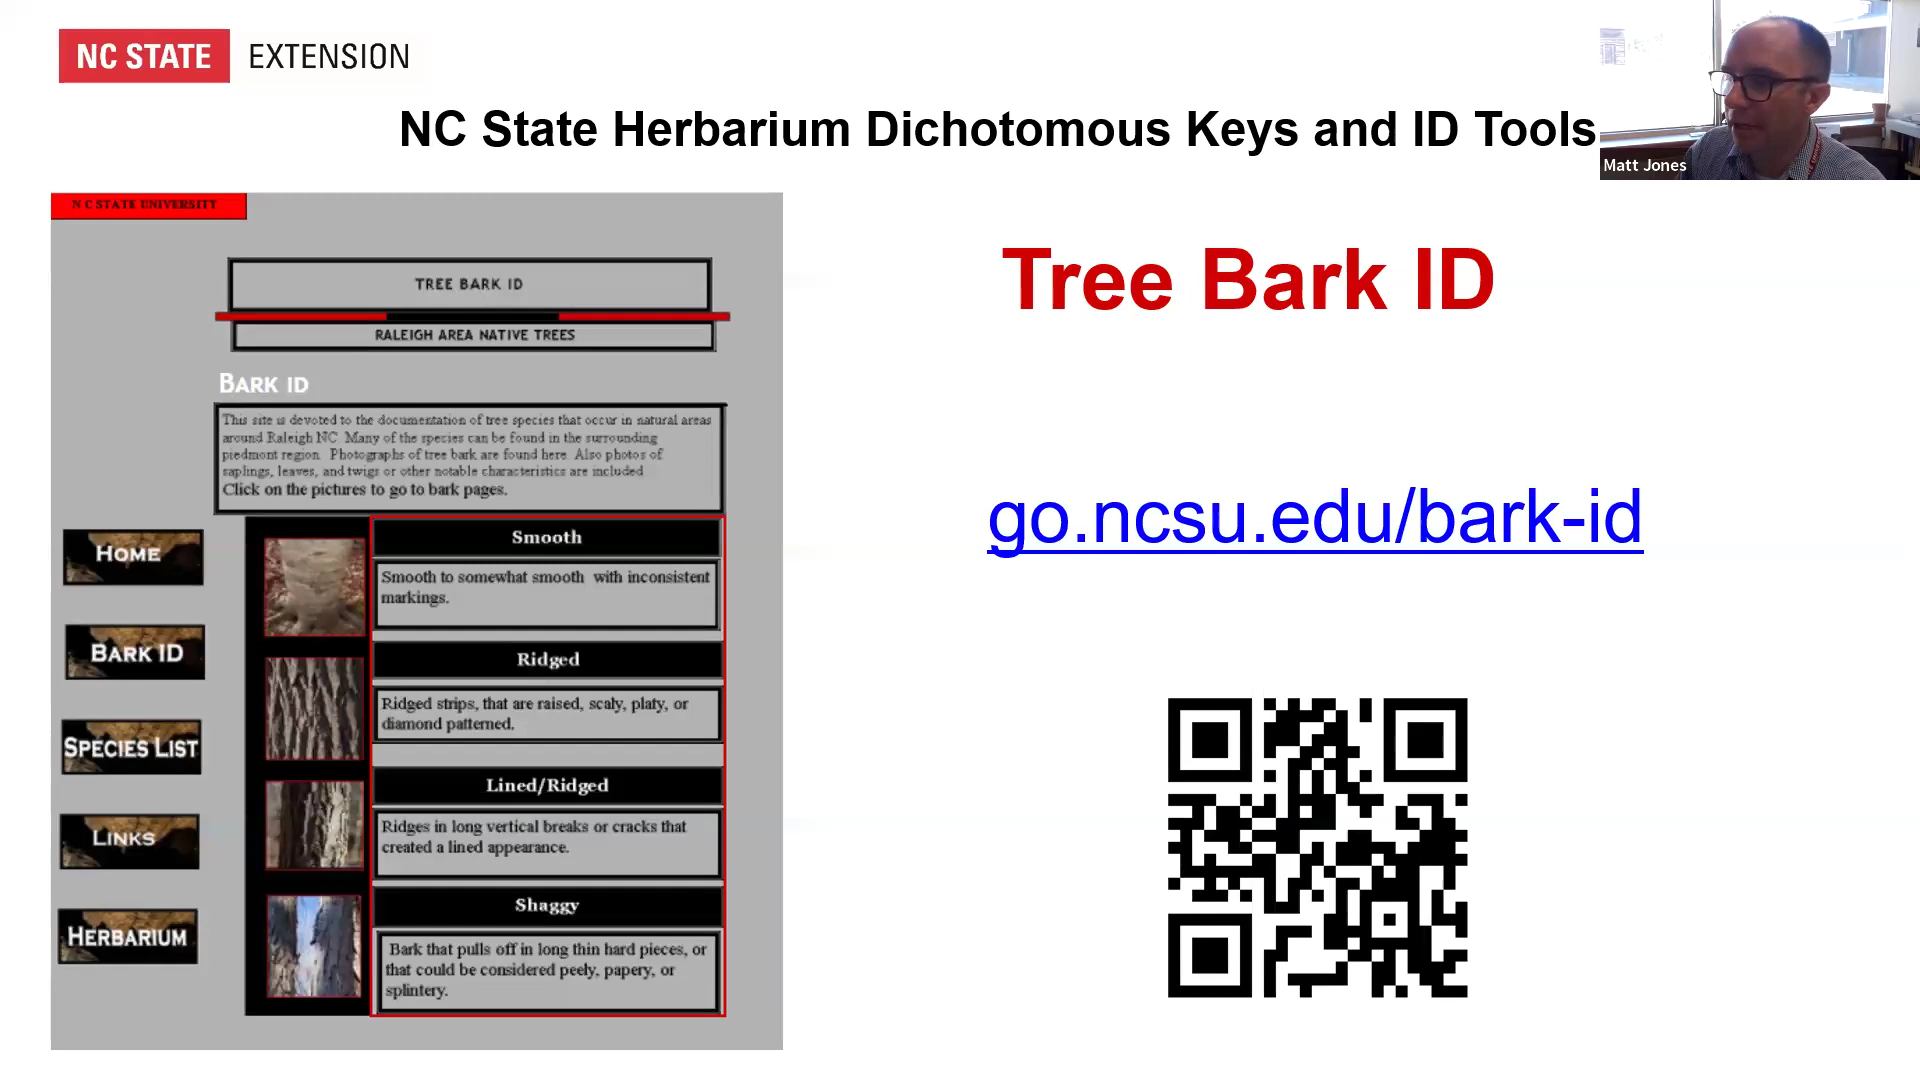 NC STATE EXTENSION
NC State Herbarium Dichotomous Keys and ID Tools
Matt Jones
N C STATE UNIVERSITY
TREE BARK ID
RALEIGH AREA NATIVE TREES
BARK ID
This site is devoted to the documentation of tree species that occur in natural areas
around Raleigh NC. Many of the species can be found in the surrounding
piedmont region. Photographs of tree bark are found here. Also photos of
saplings, leaves, and twigs or other notable characteristics are included
Click on the pictures to go to bark pages.
HOME
BARK ID
SPECIES LIST
LINKS
HERBARIUM
Smooth
Smooth to somewhat smooth with inconsistent
markings.
Ridged
Ridged strips, that are raised, scaly, platy, or
diamond patterned.
Lined/Ridged
Ridges in long vertical breaks or cracks that
created a lined appearance.
Shaggy
Bark that pulls off in long thin hard pieces, or
that could be considered peely, papery, or
splintery.
Tree Bark ID
go.ncsu.edu/bark-id